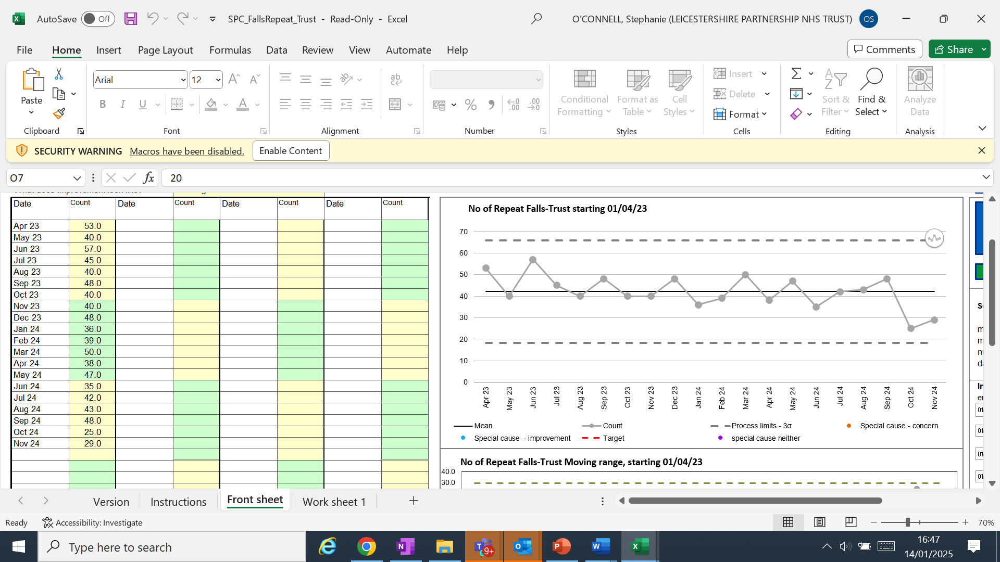 AutoSave Off SPC_FallsRepeat_Trust - Read-Only - Excel O'CONNELL, Stephanie (LEICESTERSHIRE PARTNERSHIP NHS TRUST) OS
File Home Insert Page Layout Formulas Data Review View Automate Help Comments Share
Arial 12
Paste
B I U A
Conditional Formatting
Format as Table
Cell Styles
Insert
Delete
Format
Sort & Filter
Find & Select
Analyze Data
Clipboard Font Alignment Number Styles Cells Editing Analysis
SECURITY WARNING Macros have been disabled. Enable Content
O7 fx 20
Date Count Date Count Date Count Date Count
Apr 23 53.0
May 23 40.0
Jun 23 57.0
Jul 23 45.0
Aug 23 40.0
Sep 23 48.0
Oct 23 40.0
Nov 23 40.0
Dec 23 48.0
Jan 24 36.0
Feb 24 39.0
Mar 24 50.0
Apr 24 38.0
May 24 47.0
Jun 24 35.0
Jul 24 42.0
Aug 24 43.0
Sep 24 48.0
Oct 24 25.0
Nov 24 29.0
No of Repeat Falls-Trust starting 01/04/23
70
60
50
40
30
20
10
0
Apr 23 May 23 Jun 23 Jul 23 Aug 23 Sep 23 Oct 23 Nov 23 Dec 23 Jan 24 Feb 24 Mar 24 Apr 24 May 24 Jun 24 Jul 24 Aug 24 Sep 24 Oct 24 Nov 24
Mean Count Process limits - 3σ Special cause - concern
Special cause - improvement Target special cause neither
No of Repeat Falls-Trust Moving range, starting 01/04/23
40.0
30.0
Version Instructions Front sheet Work sheet 1
Ready Accessibility: Investigate 70%
Type here to search 9+ 16:47
14/01/2025